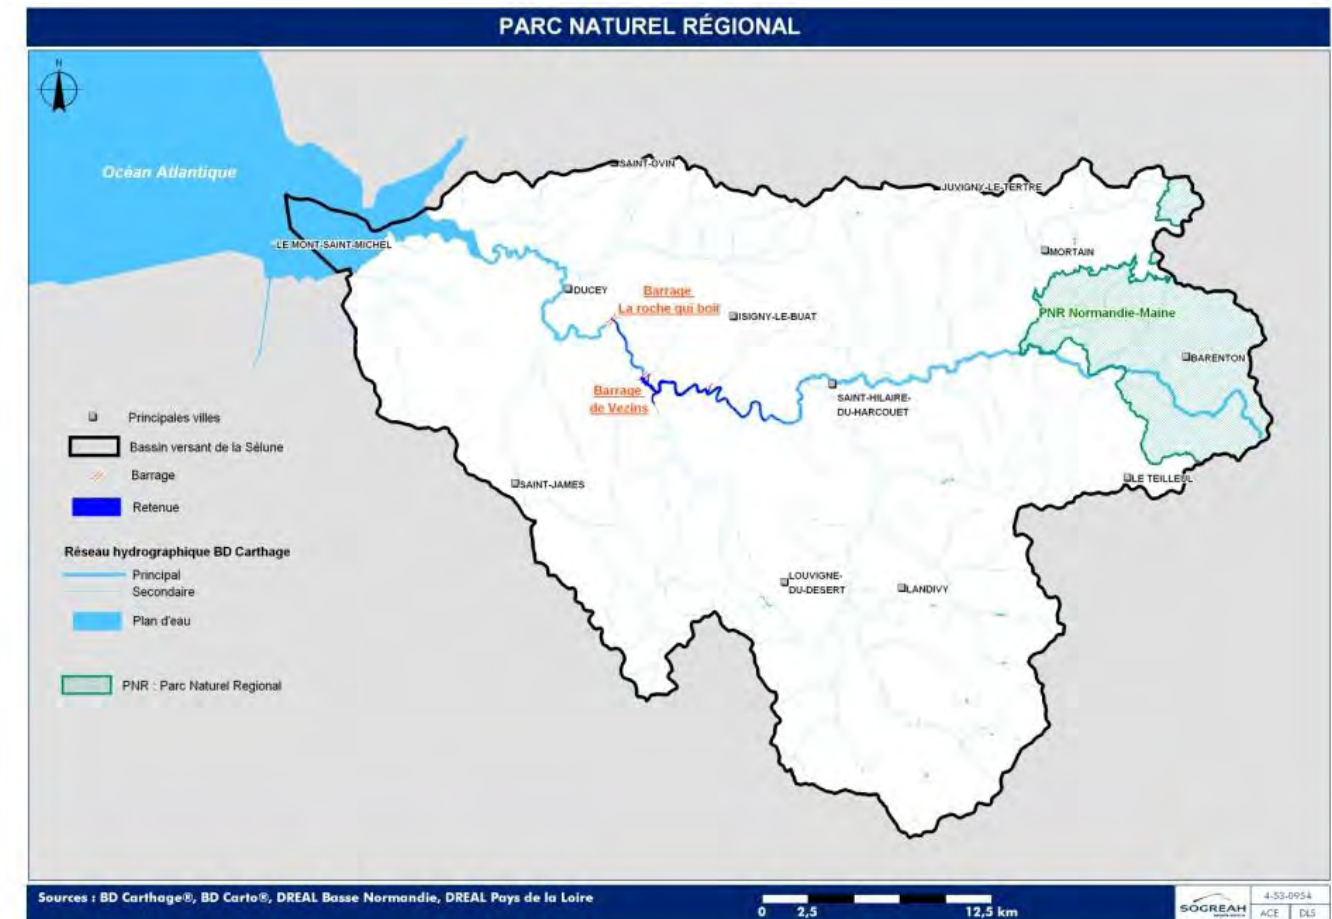 PARC NATUREL RÉGIONAL
N
Océan Atlantique
SAINT-OVIN
JUVIGNY-LE-TERTRE
LE MONT-SAINT-MICHEL
MORTAIN
DUCEY
Barrage
La roche qui boit
ISIGNY-LE-BUAT
PNR Normandie-Maine
BARENTON
Barrage
de Vezins
SAINT-HILAIRE-
DU-HARCOUET
SAINT-JAMES
LE TEILLEUL
LOUVIGNE-
DU-DESERT
LANDIVY
Principales villes
Bassin versant de la Sélune
Barrage
Retenue
Réseau hydrographique BD Carthage
Principal
Secondaire
Plan d'eau
PNR : Parc Naturel Regional
Sources : BD Carthage®, BD Carto®, DREAL Basse Normandie, DREAL Pays de la Loire
0 2,5 12,5 km
SOGREAH
4-53-0954
ACE DLS